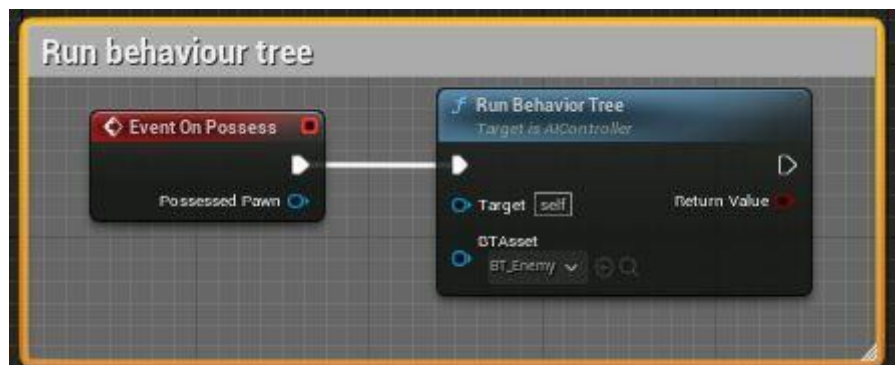 Run behaviour tree
Event On Possess
Possessed Pawn
Run Behavior Tree
Target is AIController
Target self
Return Value
BTAsset
BT_Enemy